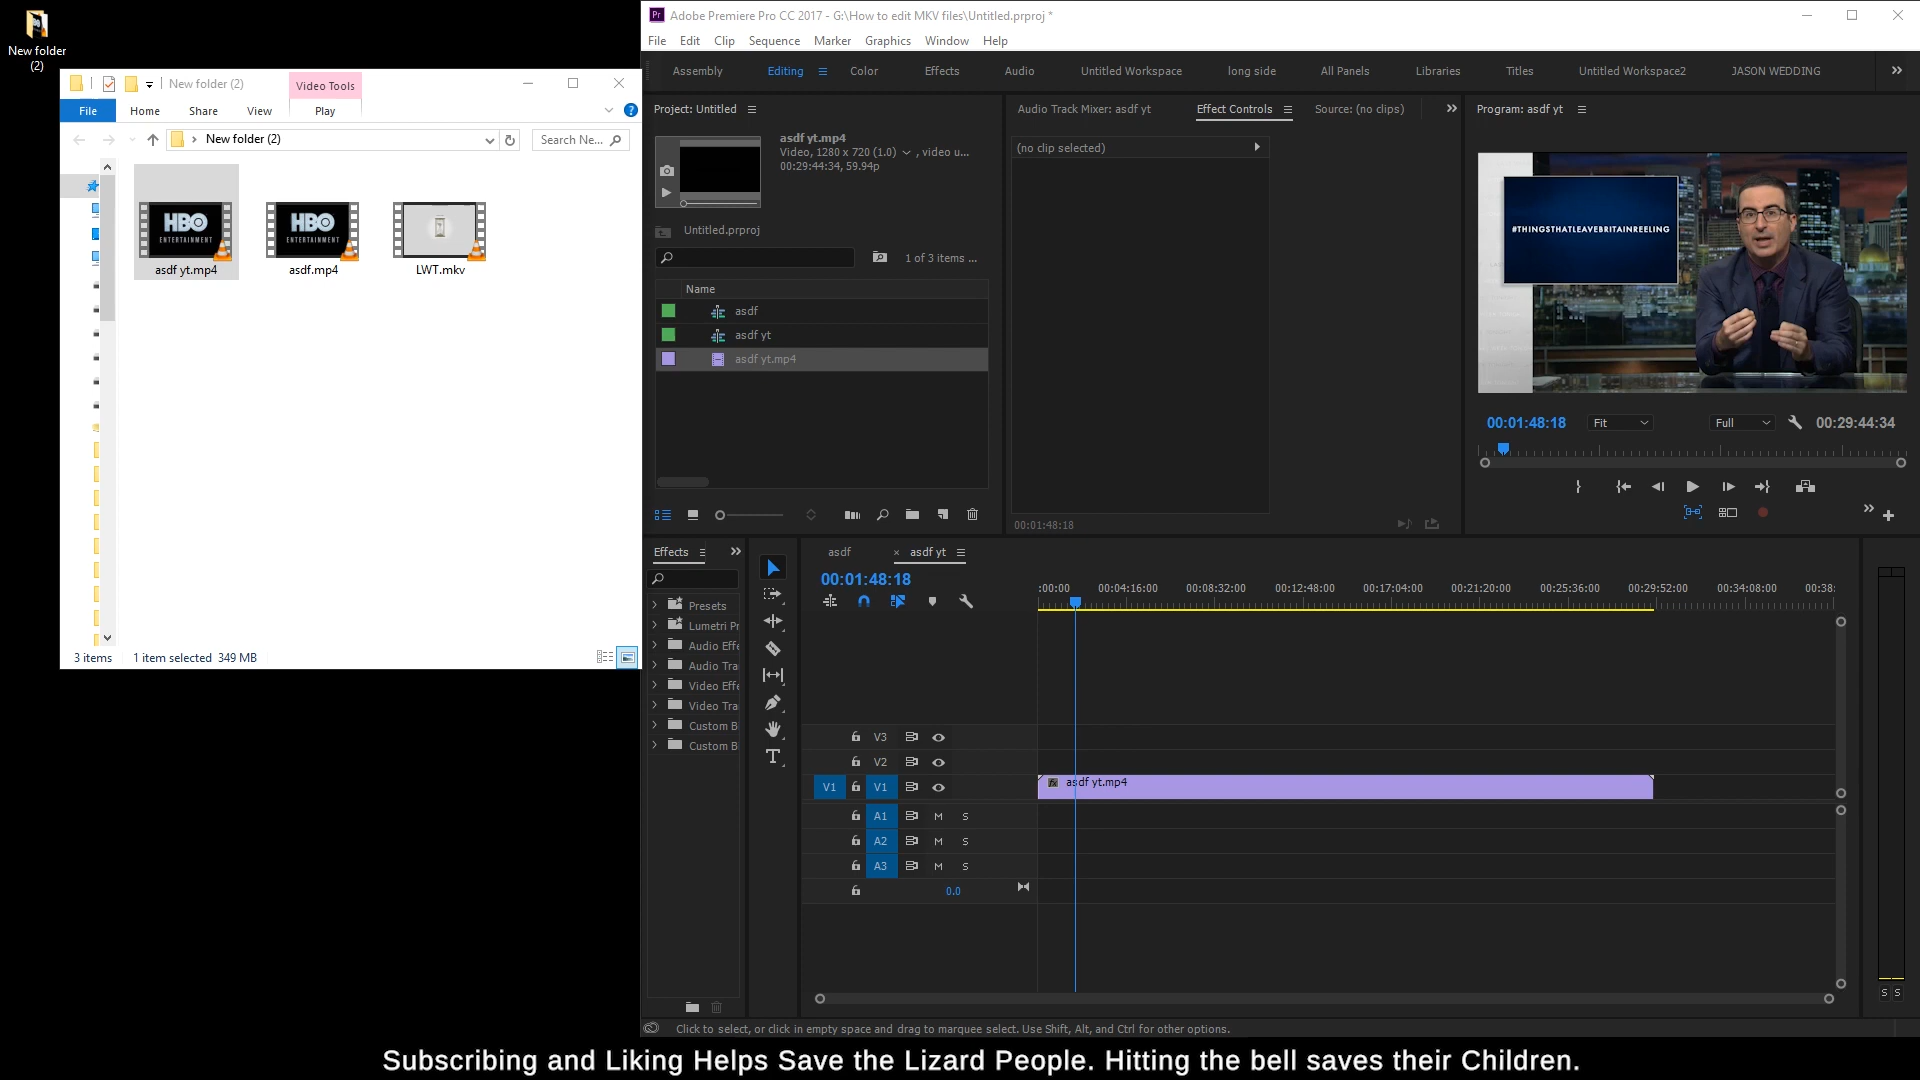 New folder
(2)
New folder (2)
Video Tools
File
Home
Share
View
Play
New folder (2)
Search Ne...
HBO
ENTERTAINMENT
HBO
ENTERTAINMENT
asdf yt.mp4
asdf.mp4
LWT.mkv
3 items
1 item selected 349 MB
Adobe Premiere Pro CC 2017 - G:\How to edit MKV files\Untitled.prproj *
File Edit Clip Sequence Marker Graphics Window Help
Assembly Editing Color Effects Audio Untitled Workspace long side All Panels Libraries Titles Untitled Workspace2 JASON WEDDING
Project: Untitled
asdf yt.mp4
Video, 1280 x 720 (1.0) , video u...
00:29:44:34, 59.94p
Untitled.prproj
1 of 3 items ...
Name
asdf
asdf yt
asdf yt.mp4
Audio Track Mixer: asdf yt
Effect Controls
Source: (no clips)
(no clip selected)
00:01:48:18
Program: asdf yt
#THINGSTHATLEAVEBRITAINREELING
00:01:48:18
Fit
Full
00:29:44:34
Effects
Presets
Lumetri Pr
Audio Effe
Audio Tra
Video Effe
Video Tra
Custom B
Custom B
asdf
asdf yt
00:01:48:18
:00:00 00:04:16:00 00:08:32:00 00:12:48:00 00:17:04:00 00:21:20:00 00:25:36:00 00:29:52:00 00:34:08:00 00:38:
V3
V2
V1 V1
asdf yt.mp4
A1 M S
A2 M S
A3 M S
0.0
S S
Click to select, or click in empty space and drag to marquee select. Use Shift, Alt, and Ctrl for other options.
Subscribing and Liking Helps Save the Lizard People. Hitting the bell saves their Children.